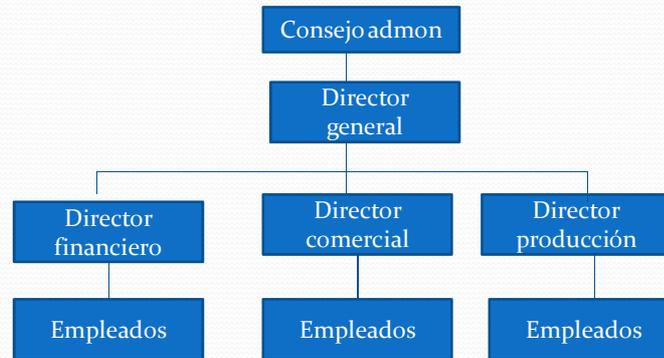 Consejo admon
Director
general
Director
financiero
Director
comercial
Director
producción
Empleados
Empleados
Empleados